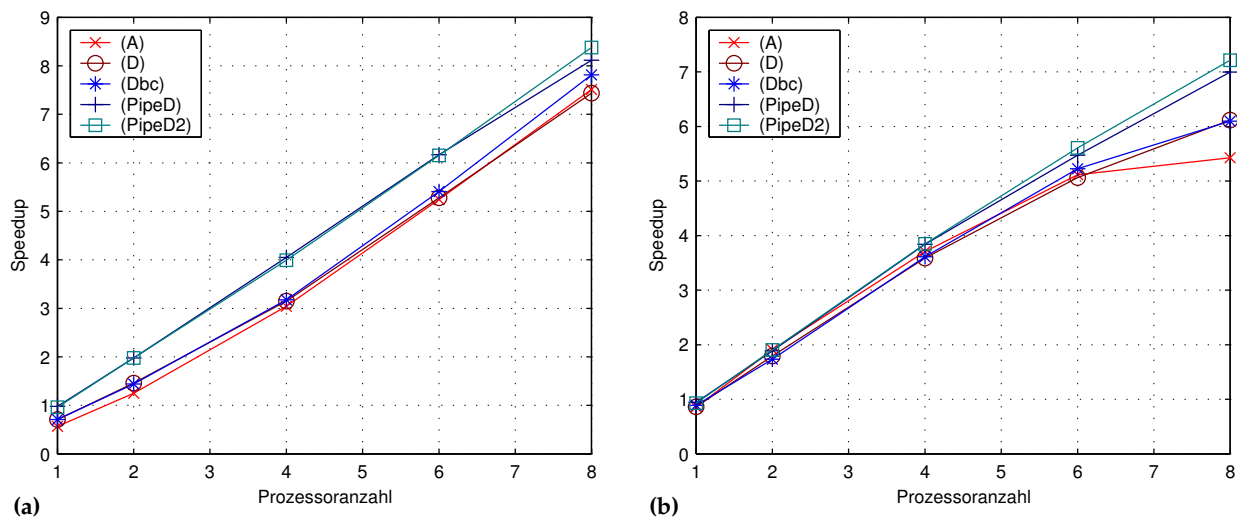 9
8
7
6
5
4
3
2
1
0
Speedup
(A)
(D)
(Dbc)
(PipeD)
(PipeD2)
1 2 3 4 5 6 7 8
Prozessoranzahl
(a)
8
7
6
5
4
3
2
1
0
Speedup
(A)
(D)
(Dbc)
(PipeD)
(PipeD2)
1 2 3 4 5 6 7 8
Prozessoranzahl
(b)